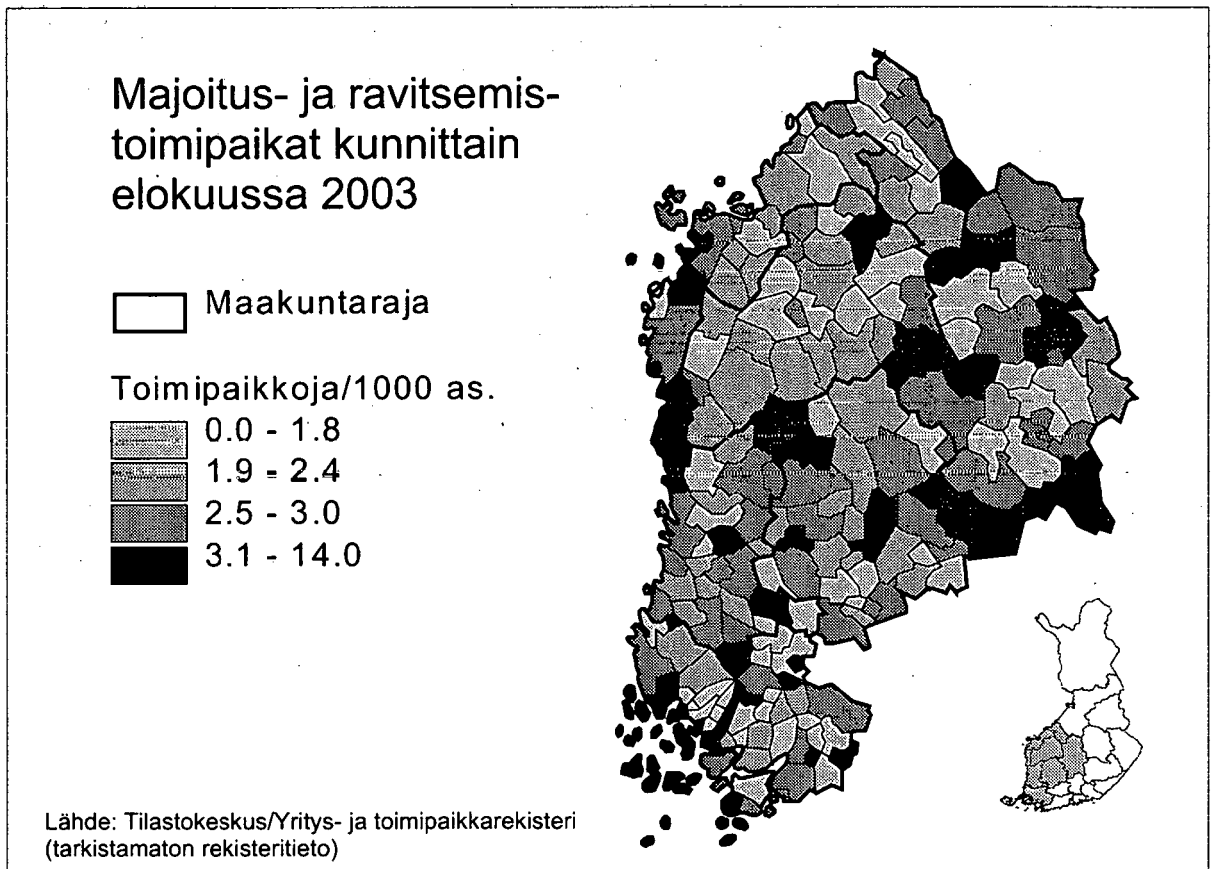 Majoitus- ja ravitsemis-
toimipaikat kunnittain
elokuussa 2003
Maakuntaraja
Toimipaikkoja/1000 as.
0.0 - 1.8
1.9 - 2.4
2.5 - 3.0
3.1 - 14.0
Lähde: Tilastokeskus/Yritys- ja toimipaikkarekisteri
(tarkistamaton rekisteritieto)